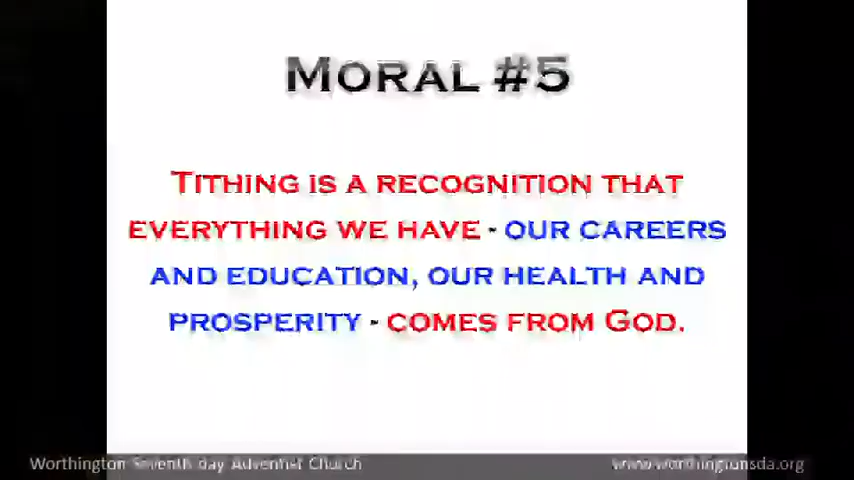 MORAL #5
TITHING IS A RECOGNITION THAT
EVERYTHING WE HAVE - OUR CAREERS
AND EDUCATION, OUR HEALTH AND
PROSPERITY - COMES FROM GOD.
Worthington Seventh day Adventist Church
www.worthingtonsda.org